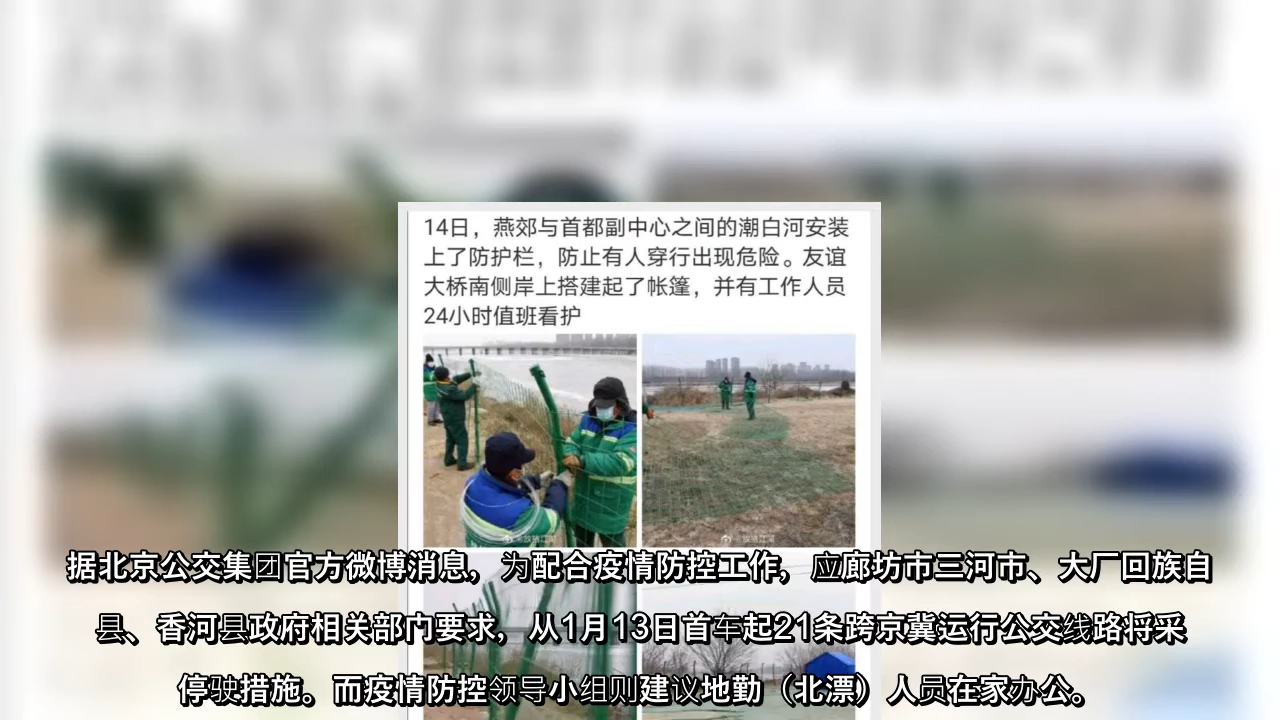 14日，燕郊与首都副中心之间的潮白河安装
上了防护栏，防止有人穿行出现危险。友谊
大桥南侧岸上搭建起了帐篷，并有工作人员
24小时值班看护
据北京公交集团官方微博消息，为配合疫情防控工作，应廊坊市三河市、大厂回族自
县、香河县政府相关部门要求，从1月13日首车起21条跨京冀运行公交线路将采
停驶措施。而疫情防控领导小组则建议地勤（北漂）人员在家办公。